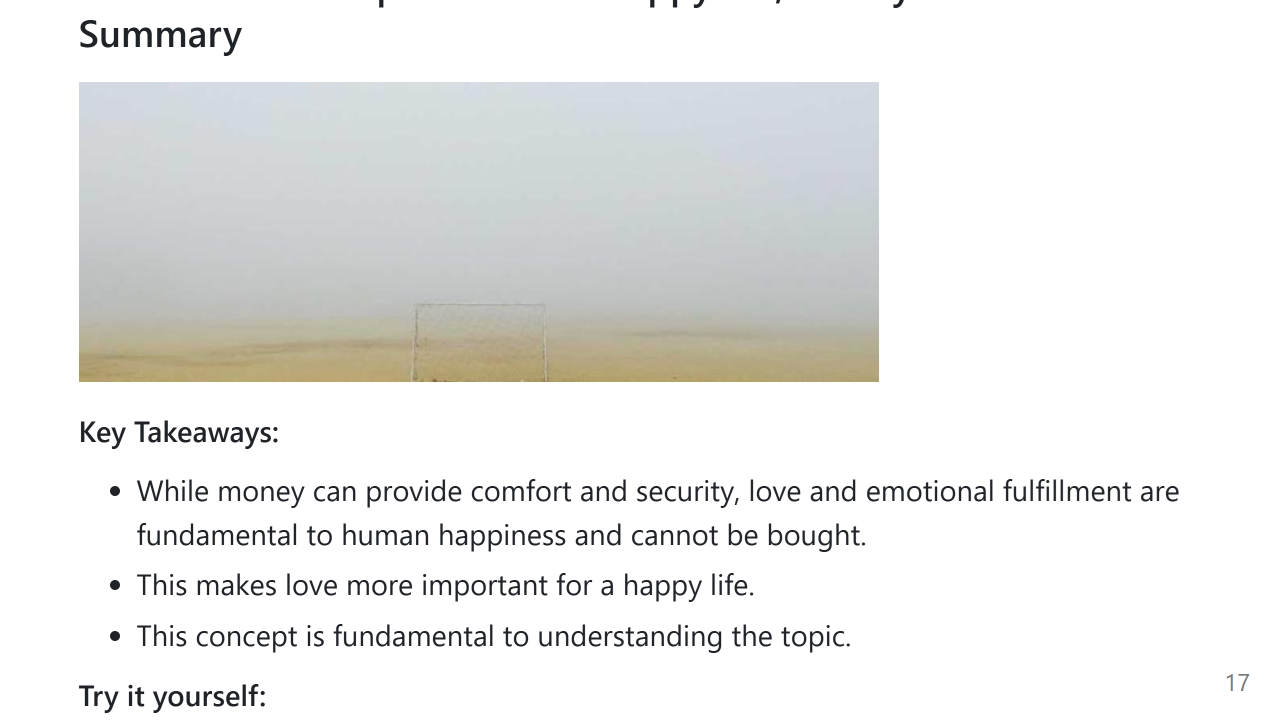 Summary
Key Takeaways:
While money can provide comfort and security, love and emotional fulfillment are
fundamental to human happiness and cannot be bought.
This makes love more important for a happy life.
This concept is fundamental to understanding the topic.
Try it yourself:
17